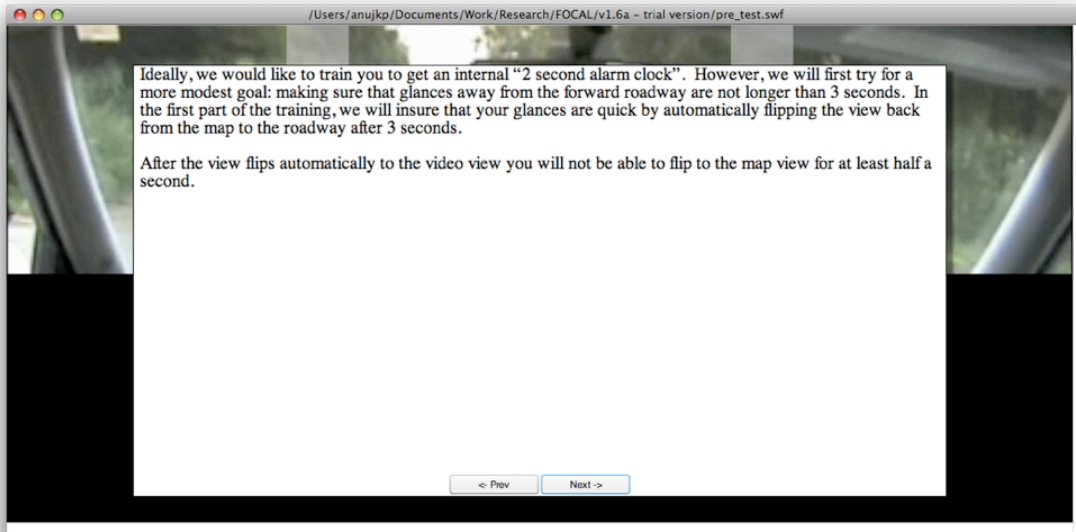 /Users/anujkp/Documents/Work/Research/FOCAL/v1.6a – trial version/pre_test.swf
Ideally, we would like to train you to get an internal “2 second alarm clock”.  However, we will first try for a
more modest goal: making sure that glances away from the forward roadway are not longer than 3 seconds.  In
the first part of the training, we will insure that your glances are quick by automatically flipping the view back
from the map to the roadway after 3 seconds.
After the view flips automatically to the video view you will not be able to flip to the map view for at least half a
second.
<- Prev
Next ->